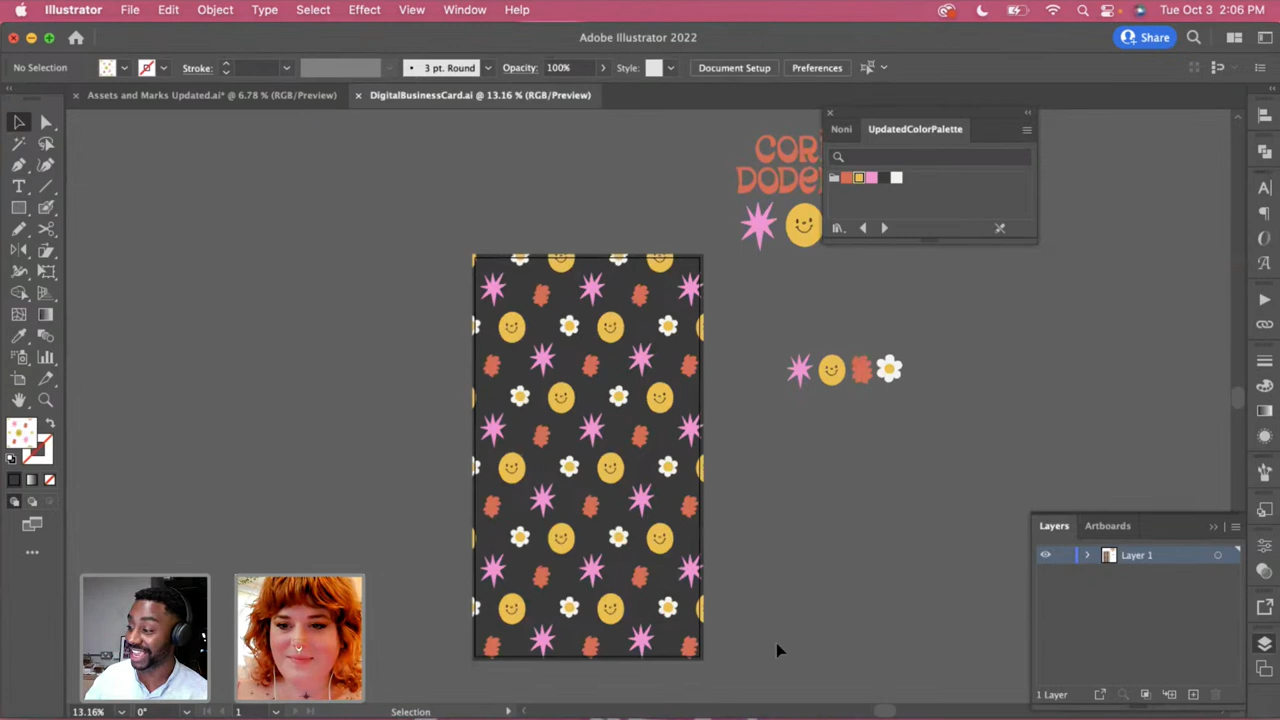 Illustrator File Edit Object Type Select Effect View Window Help
Tue Oct 3 2:06 PM
Adobe Illustrator 2022
Share
No Selection
Stroke:
3 pt. Round
Opacity: 100%
Style:
Document Setup
Preferences
× Assets and Marks Updated.ai* @ 6.78 % (RGB/Preview)
× DigitalBusinessCard.ai @ 13.16 % (RGB/Preview)
Noni
UpdatedColorPalette
Layers
Artboards
Layer 1
1 Layer
13.16%
0°
1
Selection